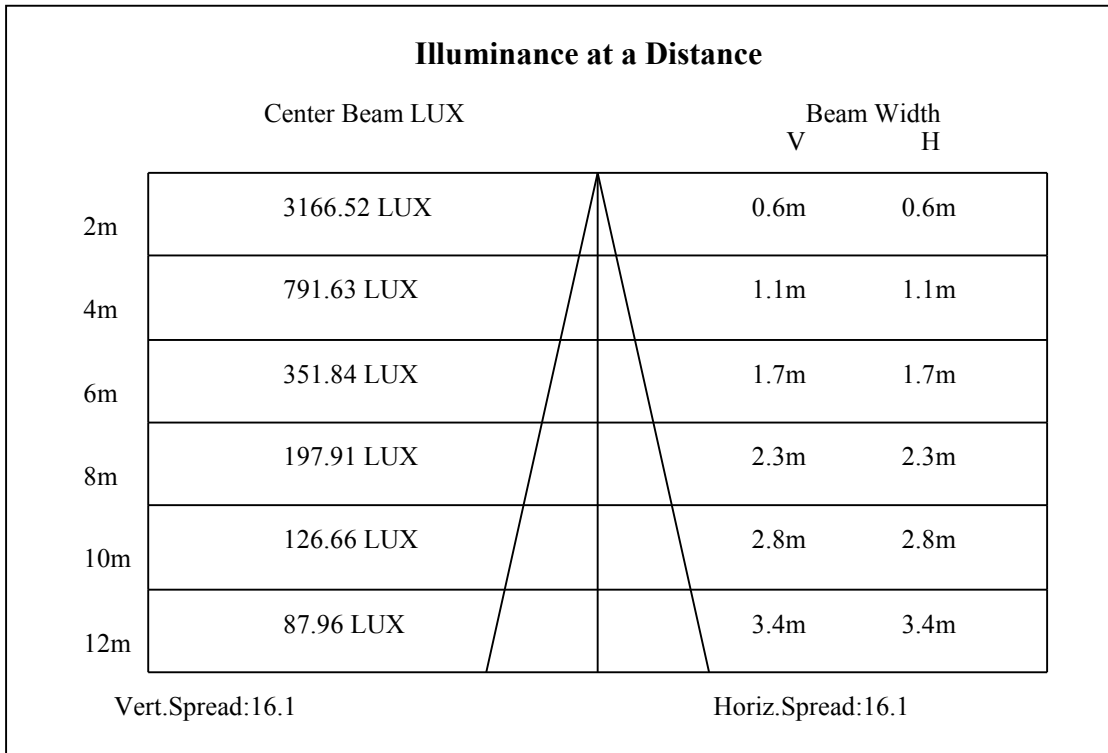 Illuminance at a Distance
Center Beam LUX Beam Width
V H
2m 3166.52 LUX 0.6m 0.6m
4m 791.63 LUX 1.1m 1.1m
6m 351.84 LUX 1.7m 1.7m
8m 197.91 LUX 2.3m 2.3m
10m 126.66 LUX 2.8m 2.8m
12m 87.96 LUX 3.4m 3.4m
Vert.Spread:16.1 Horiz.Spread:16.1